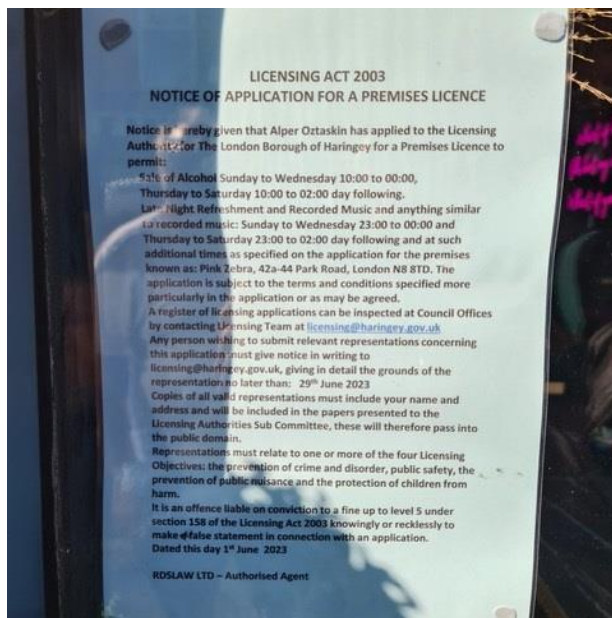 LICENSING ACT 2003
NOTICE OF APPLICATION FOR A PREMISES LICENCE
Notice is hereby given that Alper Oztaskin has applied to the Licensing
Authority for The London Borough of Haringey for a Premises Licence to
permit:
Sale of Alcohol Sunday to Wednesday 10:00 to 00:00,
Thursday to Saturday 10:00 to 02:00 day following.
Late Night Refreshment and Recorded Music and anything similar
to recorded music: Sunday to Wednesday 23:00 to 00:00 and
Thursday to Saturday 23:00 to 02:00 day following and at such
additional times as specified on the application for the premises
known as: Pink Zebra, 42a-44 Park Road, London N8 8TD. The
application is subject to the terms and conditions specified more
particularly in the application or as may be agreed.
A register of licensing applications can be inspected at Council Offices
by contacting Licensing Team at licensing@haringey.gov.uk
Any person wishing to submit relevant representations concerning
this application must give notice in writing to
licensing@haringey.gov.uk, giving in detail the grounds of the
representation no later than: 29th June 2023
Copies of all valid representations must include your name and
address and will be included in the papers presented to the
Licensing Authorities Sub Committee, these will therefore pass into
the public domain.
Representations must relate to one or more of the four Licensing
Objectives: the prevention of crime and disorder, public safety, the
prevention of public nuisance and the protection of children from
harm.
It is an offence liable on conviction to a fine up to level 5 under
section 158 of the Licensing Act 2003 knowingly or recklessly to
make a false statement in connection with an application.
Dated this day 1st June 2023
RDSLAW LTD – Authorised Agent